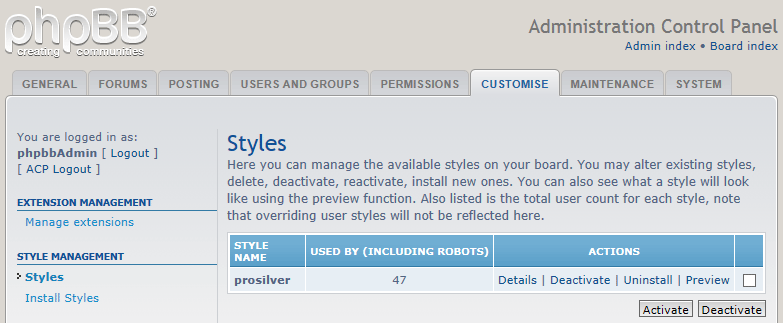 phpBB®
creating communities
Administration Control Panel
Admin index • Board index
GENERAL FORUMS POSTING USERS AND GROUPS PERMISSIONS CUSTOMISE MAINTENANCE SYSTEM
You are logged in as:
phpbbAdmin [ Logout ]
[ ACP Logout ]
EXTENSION MANAGEMENT
Manage extensions
STYLE MANAGEMENT
Styles
Install Styles
Styles
Here you can manage the available styles on your board. You may alter existing styles,
delete, deactivate, reactivate, install new ones. You can also see what a style will look
like using the preview function. Also listed is the total user count for each style, note
that overriding user styles will not be reflected here.
STYLE NAME USED BY (INCLUDING ROBOTS) ACTIONS
prosilver 47 Details | Deactivate | Uninstall | Preview
Activate Deactivate